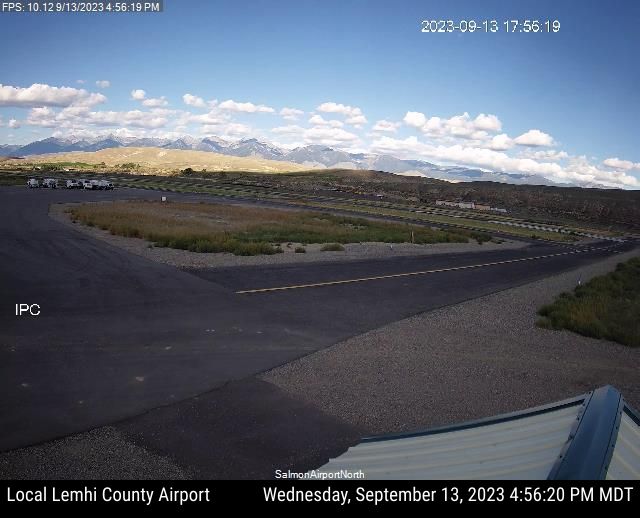 FPS: 10.12 9/13/2023 4:56:19 PM
2023-09-13 17:56:19
IPC
SalmonAirportNorth
Local Lemhi County Airport Wednesday, September 13, 2023 4:56:20 PM MDT